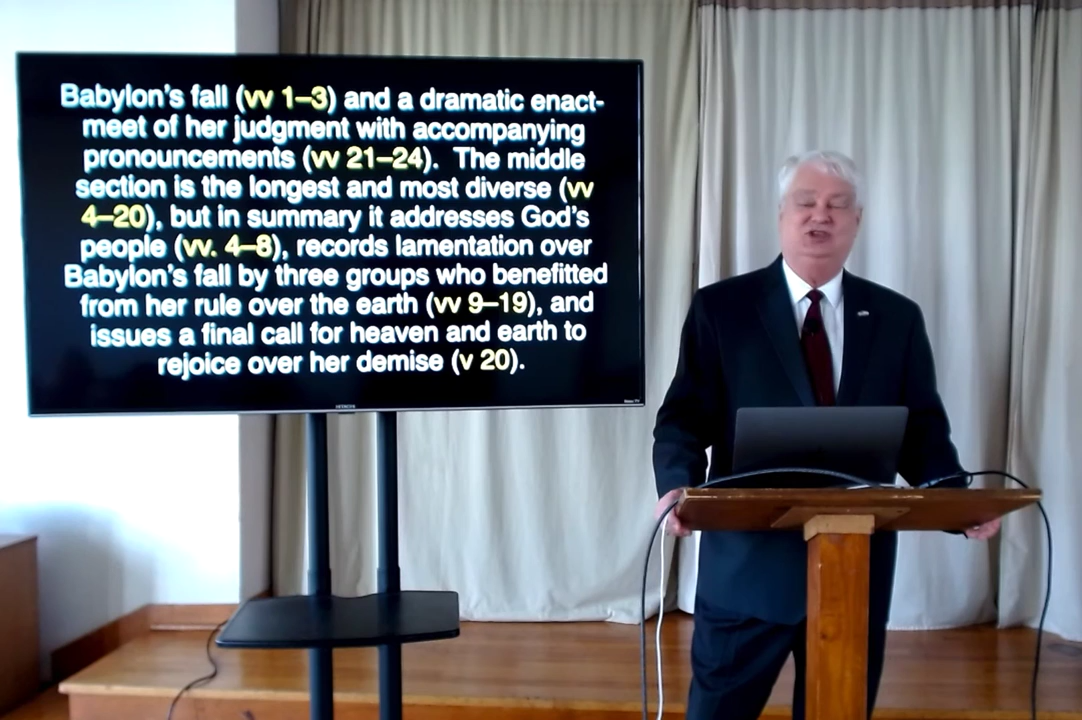 Babylon's fall (vv 1–3) and a dramatic enact-
meet of her judgment with accompanying
pronouncements (vv 21–24). The middle
section is the longest and most diverse (vv
4–20), but in summary it addresses God's
people (vv. 4–8), records lamentation over
Babylon's fall by three groups who benefitted
from her rule over the earth (vv 9–19), and
issues a final call for heaven and earth to
rejoice over her demise (v 20).
HITACHI